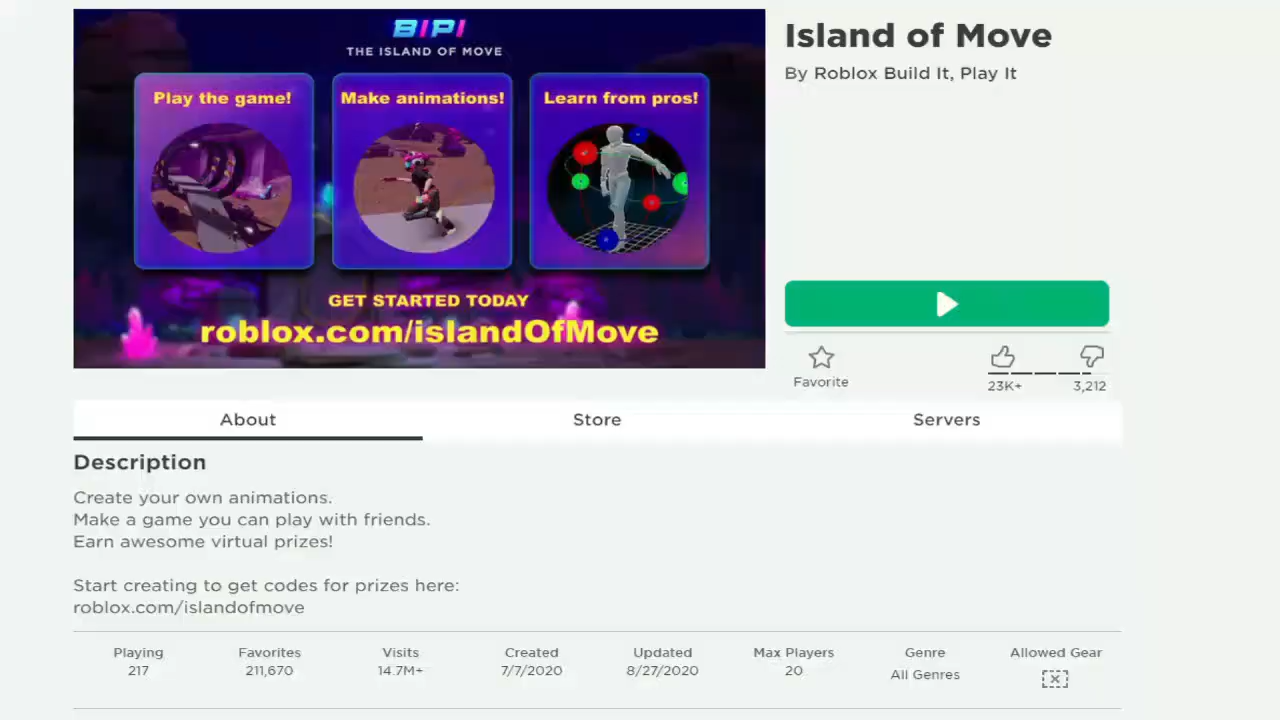 BIPI
THE ISLAND OF MOVE
Play the game!
Make animations!
Learn from pros!
GET STARTED TODAY
roblox.com/islandOfMove
Island of Move
By Roblox Build It, Play It
Favorite
23K+
3,212
About
Store
Servers
Description
Create your own animations.
Make a game you can play with friends.
Earn awesome virtual prizes!
Start creating to get codes for prizes here:
roblox.com/islandofmove
Playing
217
Favorites
211,670
Visits
14.7M+
Created
7/7/2020
Updated
8/27/2020
Max Players
20
Genre
All Genres
Allowed Gear